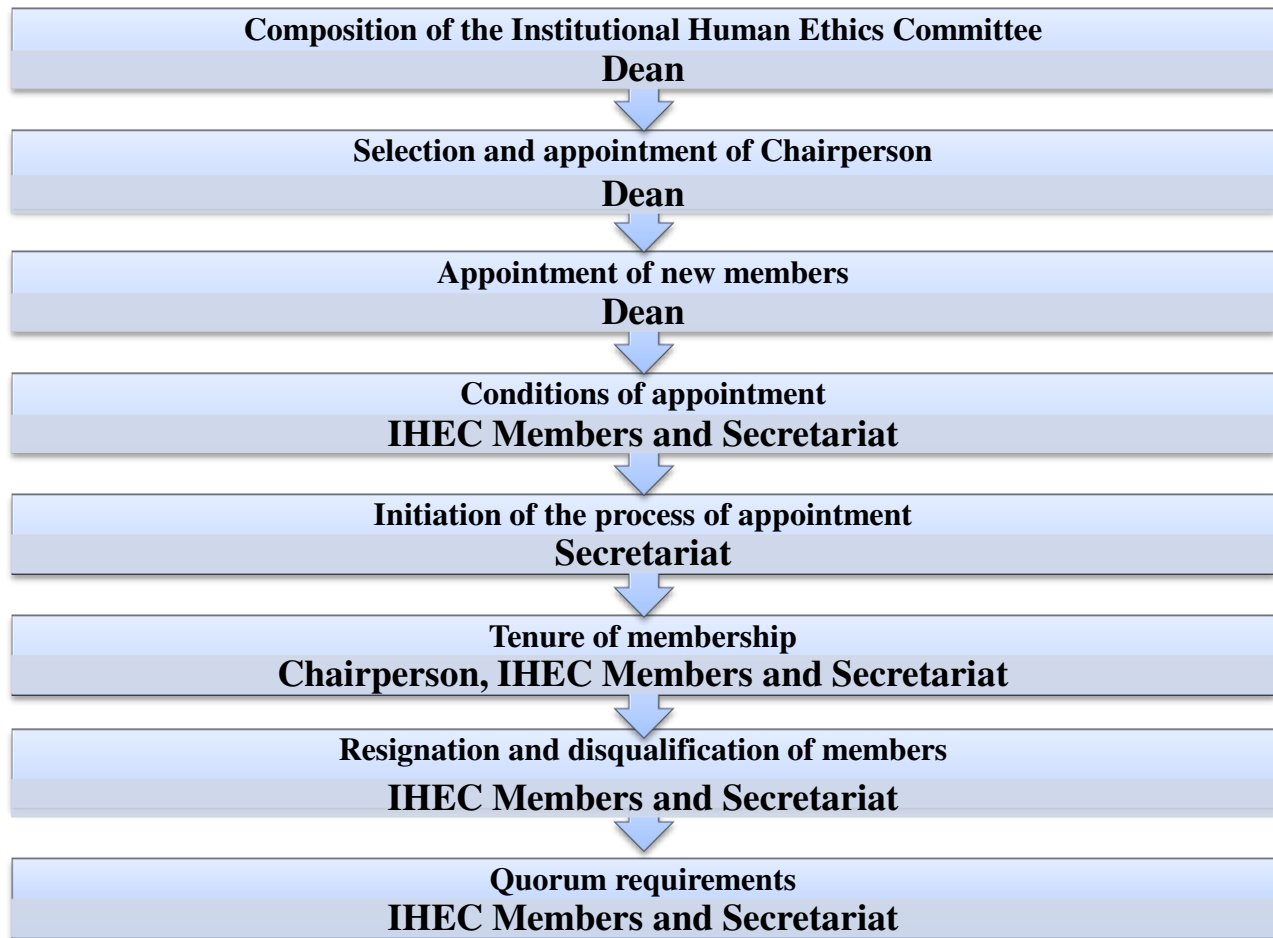 Composition of the Institutional Human Ethics Committee
Dean
Selection and appointment of Chairperson
Dean
Appointment of new members
Dean
Conditions of appointment
IHEC Members and Secretariat
Initiation of the process of appointment
Secretariat
Tenure of membership
Chairperson, IHEC Members and Secretariat
Resignation and disqualification of members
IHEC Members and Secretariat
Quorum requirements
IHEC Members and Secretariat